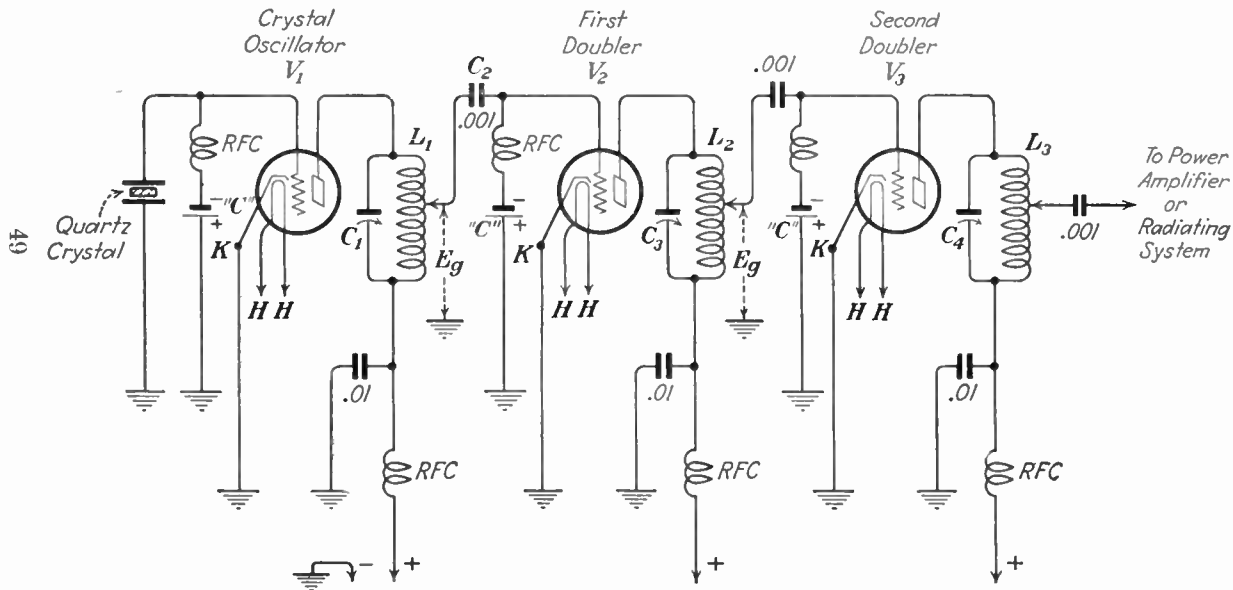 Crystal
Oscillator
V1
First
Doubler
V2
Second
Doubler
V3
C2
.001
.001
RFC
RFC
L1
L2
L3
To Power
Amplifier
or
Radiating
System
.001
Quartz
Crystal
- "C"
+
-
"C" +
-
"C" +
K
K
K
C1
C3
C4
Eg
Eg
H H
H H
H H
.01
.01
.01
RFC
RFC
RFC
- +
+
+
49